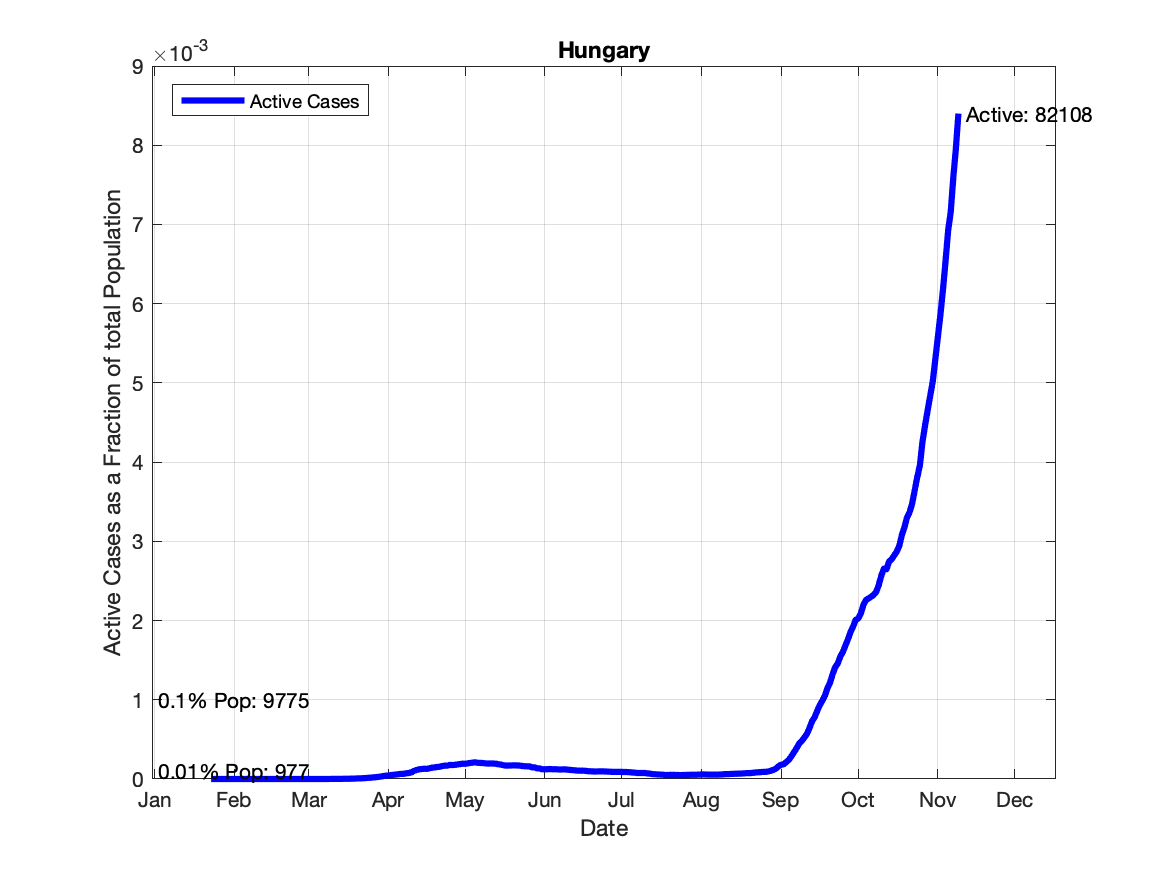 Hungary
×10-3
Active Cases
Active: 82108
9
8
7
6
5
4
3
2
1
0
Active Cases as a Fraction of total Population
0.1% Pop: 9775
0.01% Pop: 977
Jan Feb Mar Apr May Jun Jul Aug Sep Oct Nov Dec
Date